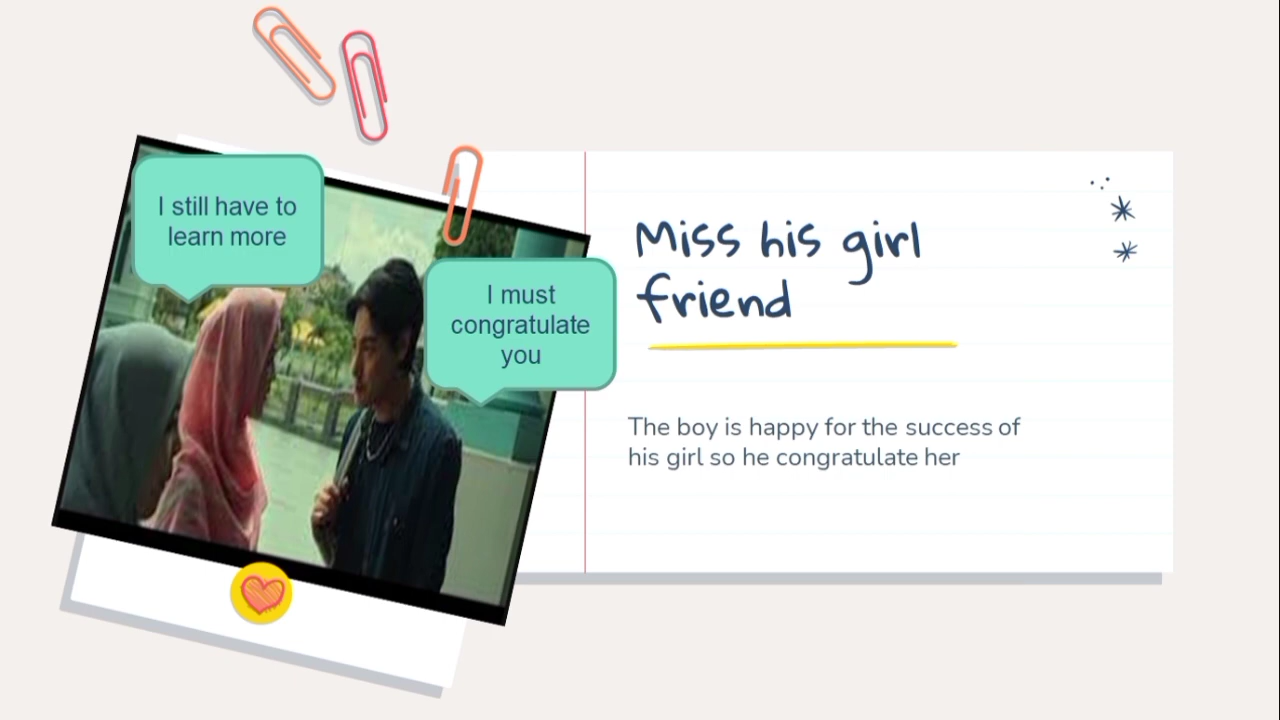 I still have to
learn more
I must
congratulate
you
Miss his girl
friend
The boy is happy for the success of
his girl so he congratulate her